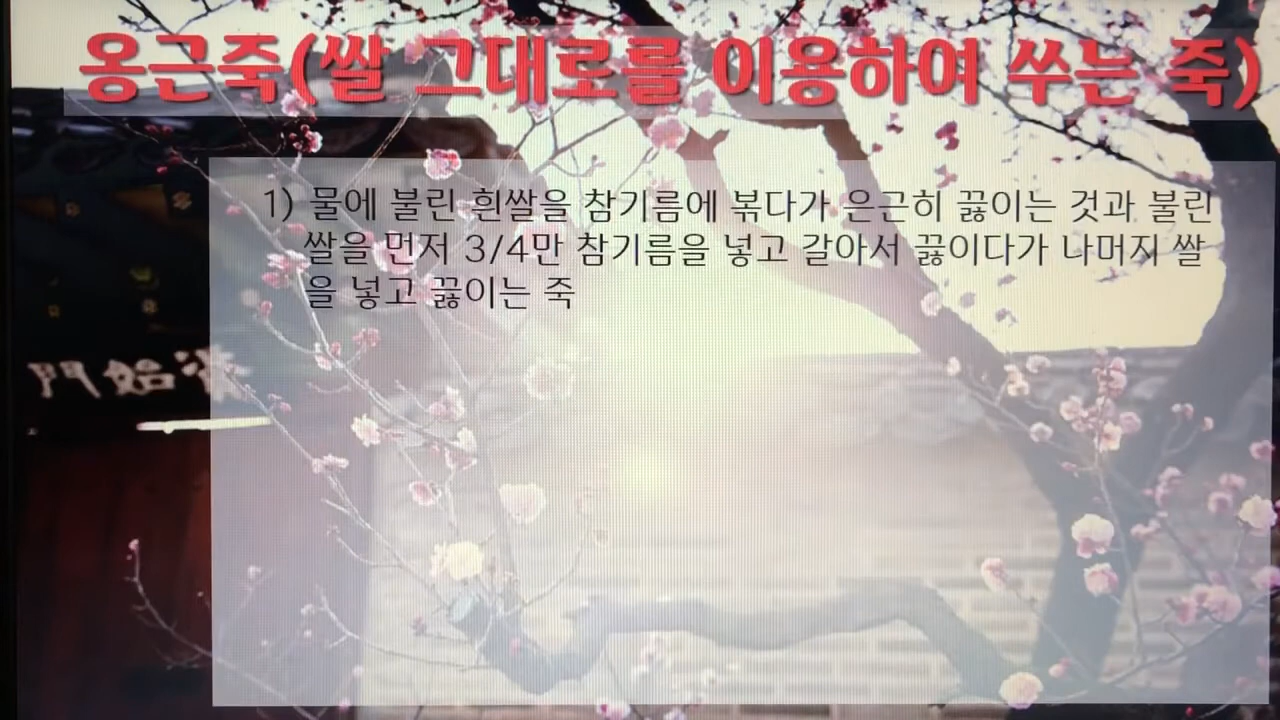 옹근죽(쌀 그대로를 이용하여 쑤는 죽)
1) 물에 불린 흰쌀을 참기름에 볶다가 은근히 끓이는 것과 불린
쌀을 먼저 3/4만 참기름을 넣고 갈아서 끓이다가 나머지 쌀
을 넣고 끓이는 죽
門始